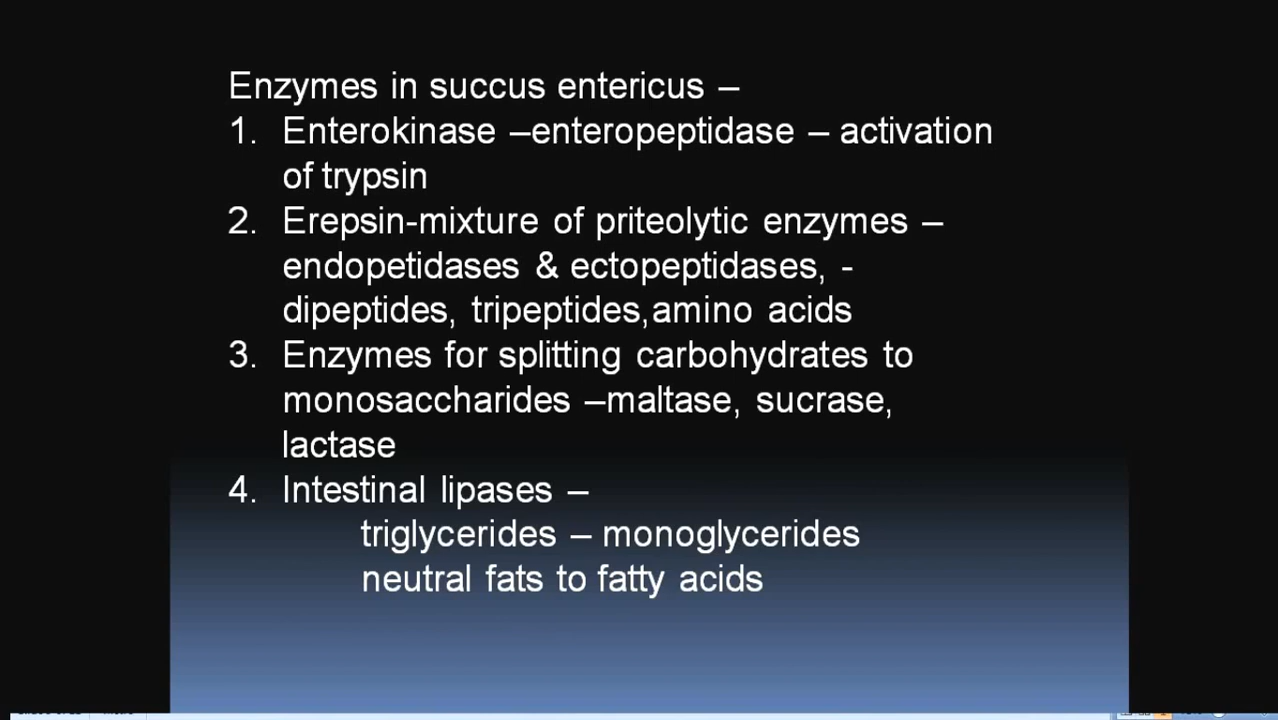 Enzymes in succus entericus –
1. Enterokinase –enteropeptidase – activation
of trypsin
2. Erepsin-mixture of priteolytic enzymes –
endopetidases & ectopeptidases, -
dipeptides, tripeptides,amino acids
3. Enzymes for splitting carbohydrates to
monosaccharides –maltase, sucrase,
lactase
4. Intestinal lipases –
triglycerides – monoglycerides
neutral fats to fatty acids